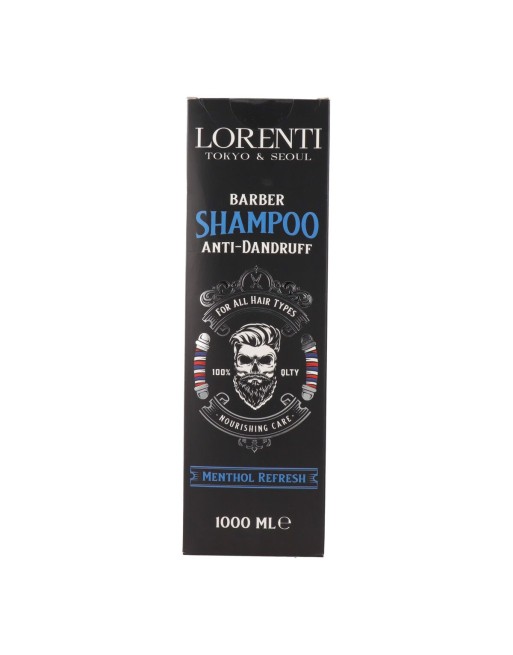 LORENTI
TOKYO & SEOUL
BARBER
SHAMPOO
ANTI-DANDRUFF
FOR ALL HAIR TYPES
100% QLTY
NOURISHING CARE
MENTHOL REFRESH
1000 ML ℮